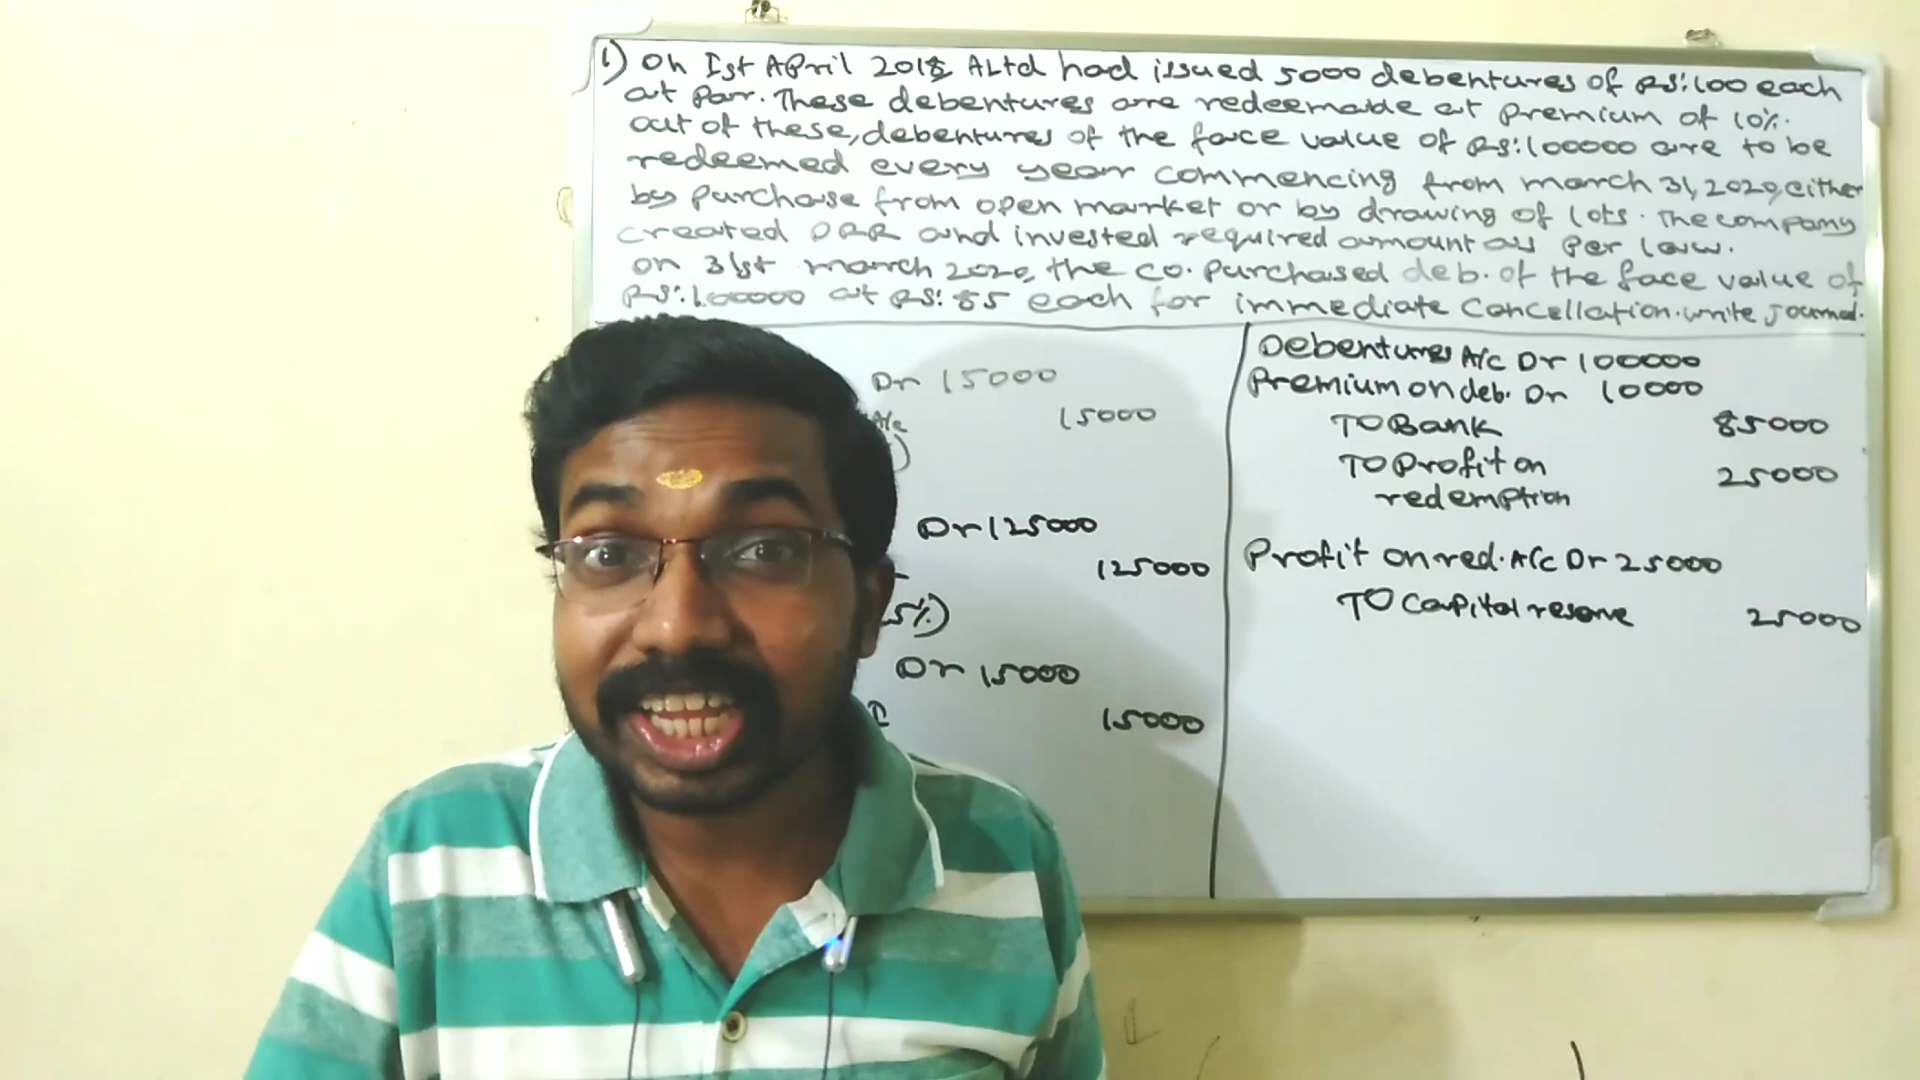 1) On Ist April 2018 A Ltd had issued 5000 debentures of Rs:100 each
at par. These debentures are redeemable at premium of 10%.
out of these, debentures of the face value of Rs:100000 are to be
redeemed every year commencing from march 31, 2020, either
by purchase from open market or by drawing of lots. The company
created DRR and invested required amount as per law.
on 31st march 2020, the co. purchased deb. of the face value of
Rs:100000 at Rs: 85 each for immediate cancellation. write journal.
Dr 15000
A/c 15000
)
Dr 125000
125000
5%)
Dr 15000
I 15000
Debentures A/c Dr 100000
Premium on deb. Dr 10000
TO Bank 85000
TO Profit on 25000
redemption
Profit on red. A/c Dr 25000
TO Capital reserve 25000